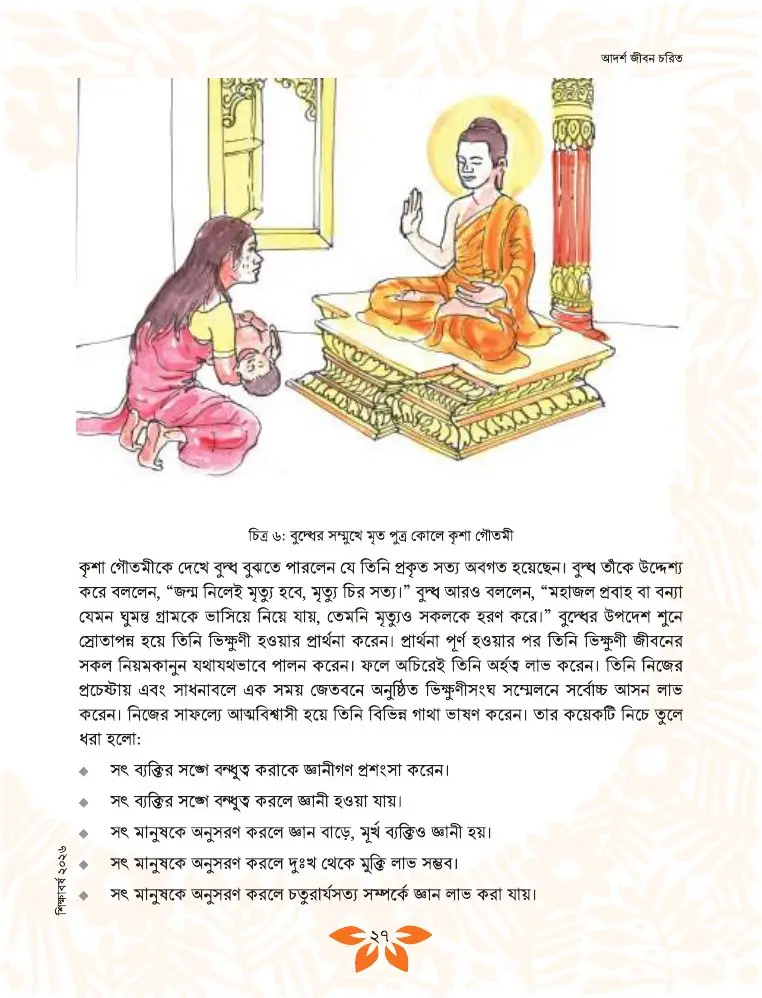 আদর্শ জীবন চরিত
চিত্র ৬: বুদ্ধের সম্মুখে মৃত পুত্র কোলে কৃশা গৌতমী
কৃশা গৌতমীকে দেখে বুদ্ধ বুঝতে পারলেন যে তিনি প্রকৃত সত্য অবগত হয়েছেন। বুদ্ধ তাঁকে উদ্দেশ্য
করে বললেন, “জন্ম নিলেই মৃত্যু হবে, মৃত্যু চির সত্য।” বুদ্ধ আরও বললেন, “মহাজল প্রবাহ বা বন্যা
যেমন ঘুমন্ত গ্রামকে ভাসিয়ে নিয়ে যায়, তেমনি মৃত্যুও সকলকে হরণ করে।” বুদ্ধের উপদেশ শুনে
স্রোতাপন্ন হয়ে তিনি ভিক্ষুণী হওয়ার প্রার্থনা করেন। প্রার্থনা পূর্ণ হওয়ার পর তিনি ভিক্ষুণী জীবনের
সকল নিয়মকানুন যথাযথভাবে পালন করেন। ফলে অচিরেই তিনি অর্হত্ব লাভ করেন। তিনি নিজের
প্রচেষ্টায় এবং সাধনাবলে এক সময় জেতবনে অনুষ্ঠিত ভিক্ষুণীসংঘ সম্মেলনে সর্বোচ্চ আসন লাভ
করেন। নিজের সাফল্যে আত্মবিশ্বাসী হয়ে তিনি বিভিন্ন গাথা ভাষণ করেন। তার কয়েকটি নিচে তুলে
ধরা হলো:
◆ সৎ ব্যক্তির সঙ্গে বন্ধুত্ব করাকে জ্ঞানীগণ প্রশংসা করেন।
◆ সৎ ব্যক্তির সঙ্গে বন্ধুত্ব করলে জ্ঞানী হওয়া যায়।
◆ সৎ মানুষকে অনুসরণ করলে জ্ঞান বাড়ে, মূর্খ ব্যক্তিও জ্ঞানী হয়।
◆ সৎ মানুষকে অনুসরণ করলে দুঃখ থেকে মুক্তি লাভ সম্ভব।
◆ সৎ মানুষকে অনুসরণ করলে চতুরার্যসত্য সম্পর্কে জ্ঞান লাভ করা যায়।
শিক্ষাবর্ষ ২০২৬
২৭